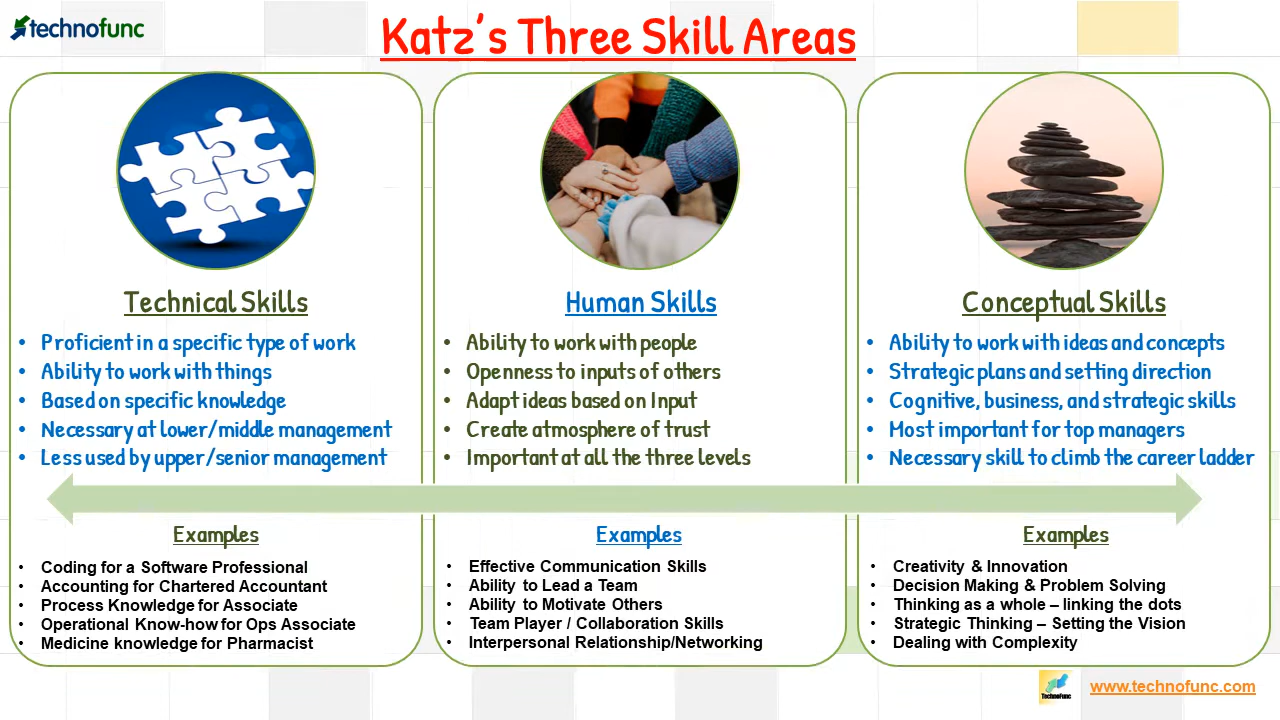 technofunc
Katz's Three Skill Areas
Technical Skills
• Proficient in a specific type of work
• Ability to work with things
• Based on specific knowledge
• Necessary at lower/middle management
• Less used by upper/senior management
Examples
• Coding for a Software Professional
• Accounting for Chartered Accountant
• Process Knowledge for Associate
• Operational Know-how for Ops Associate
• Medicine knowledge for Pharmacist
Human Skills
• Ability to work with people
• Openness to inputs of others
• Adapt ideas based on Input
• Create atmosphere of trust
• Important at all the three levels
Examples
• Effective Communication Skills
• Ability to Lead a Team
• Ability to Motivate Others
• Team Player / Collaboration Skills
• Interpersonal Relationship/Networking
Conceptual Skills
• Ability to work with ideas and concepts
• Strategic plans and setting direction
• Cognitive, business, and strategic skills
• Most important for top managers
• Necessary skill to climb the career ladder
Examples
• Creativity & Innovation
• Decision Making & Problem Solving
• Thinking as a whole – linking the dots
• Strategic Thinking – Setting the Vision
• Dealing with Complexity
TechnoFunc
www.technofunc.com